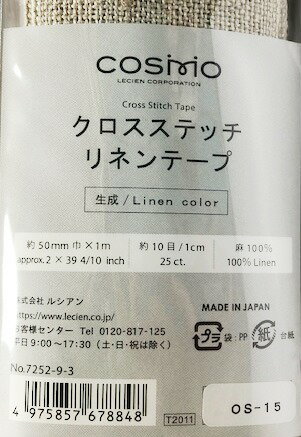 COSMO
LECIEN CORPORATION
Cross Stitch Tape
クロスステッチ
リネンテープ
生成/Linen color
約50mm巾×1m 約10目/1cm 麻100%
approx. 2 × 39 4/10 inch 25 ct. 100% Linen
株式会社 ルシアン
https://www.lecien.co.jp/
お客様センター Tel 0120-817-125
平日 9:00～17:30 (土・日・祝は除く)
MADE IN JAPAN
プラ 袋:PP 紙 台紙
No.7252-9-3
4 975857 678848
T2011
OS-15